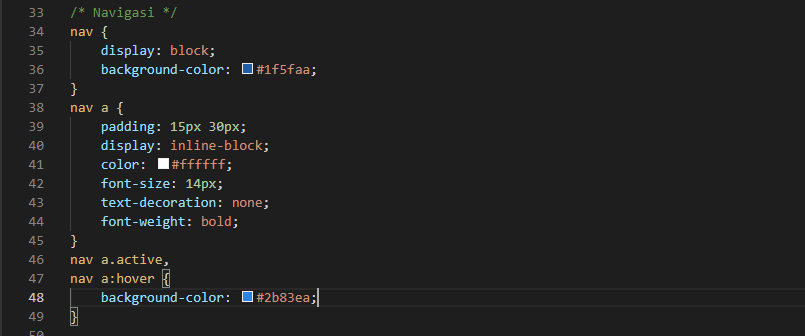 33 /* Navigasi */
34 nav {
35     display: block;
36     background-color: #1f5faa;
37 }
38 nav a {
39     padding: 15px 30px;
40     display: inline-block;
41     color: #ffffff;
42     font-size: 14px;
43     text-decoration: none;
44     font-weight: bold;
45 }
46 nav a.active,
47 nav a:hover {
48     background-color: #2b83ea;
49 }
50